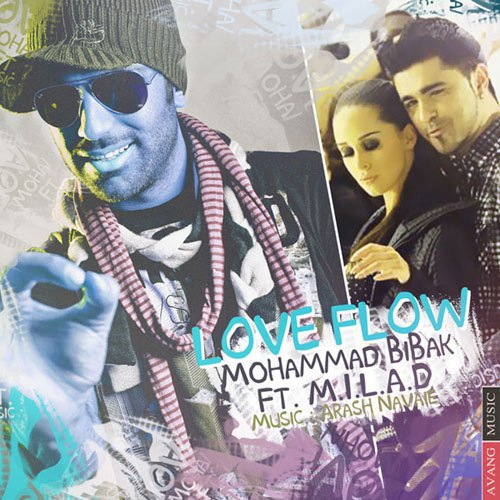 LOVE FLOW
MOHAMMAD BIBAK
FT. M.I.L.A.D
MUSIC : ARASH NAVAIE
AVANG MUSIC